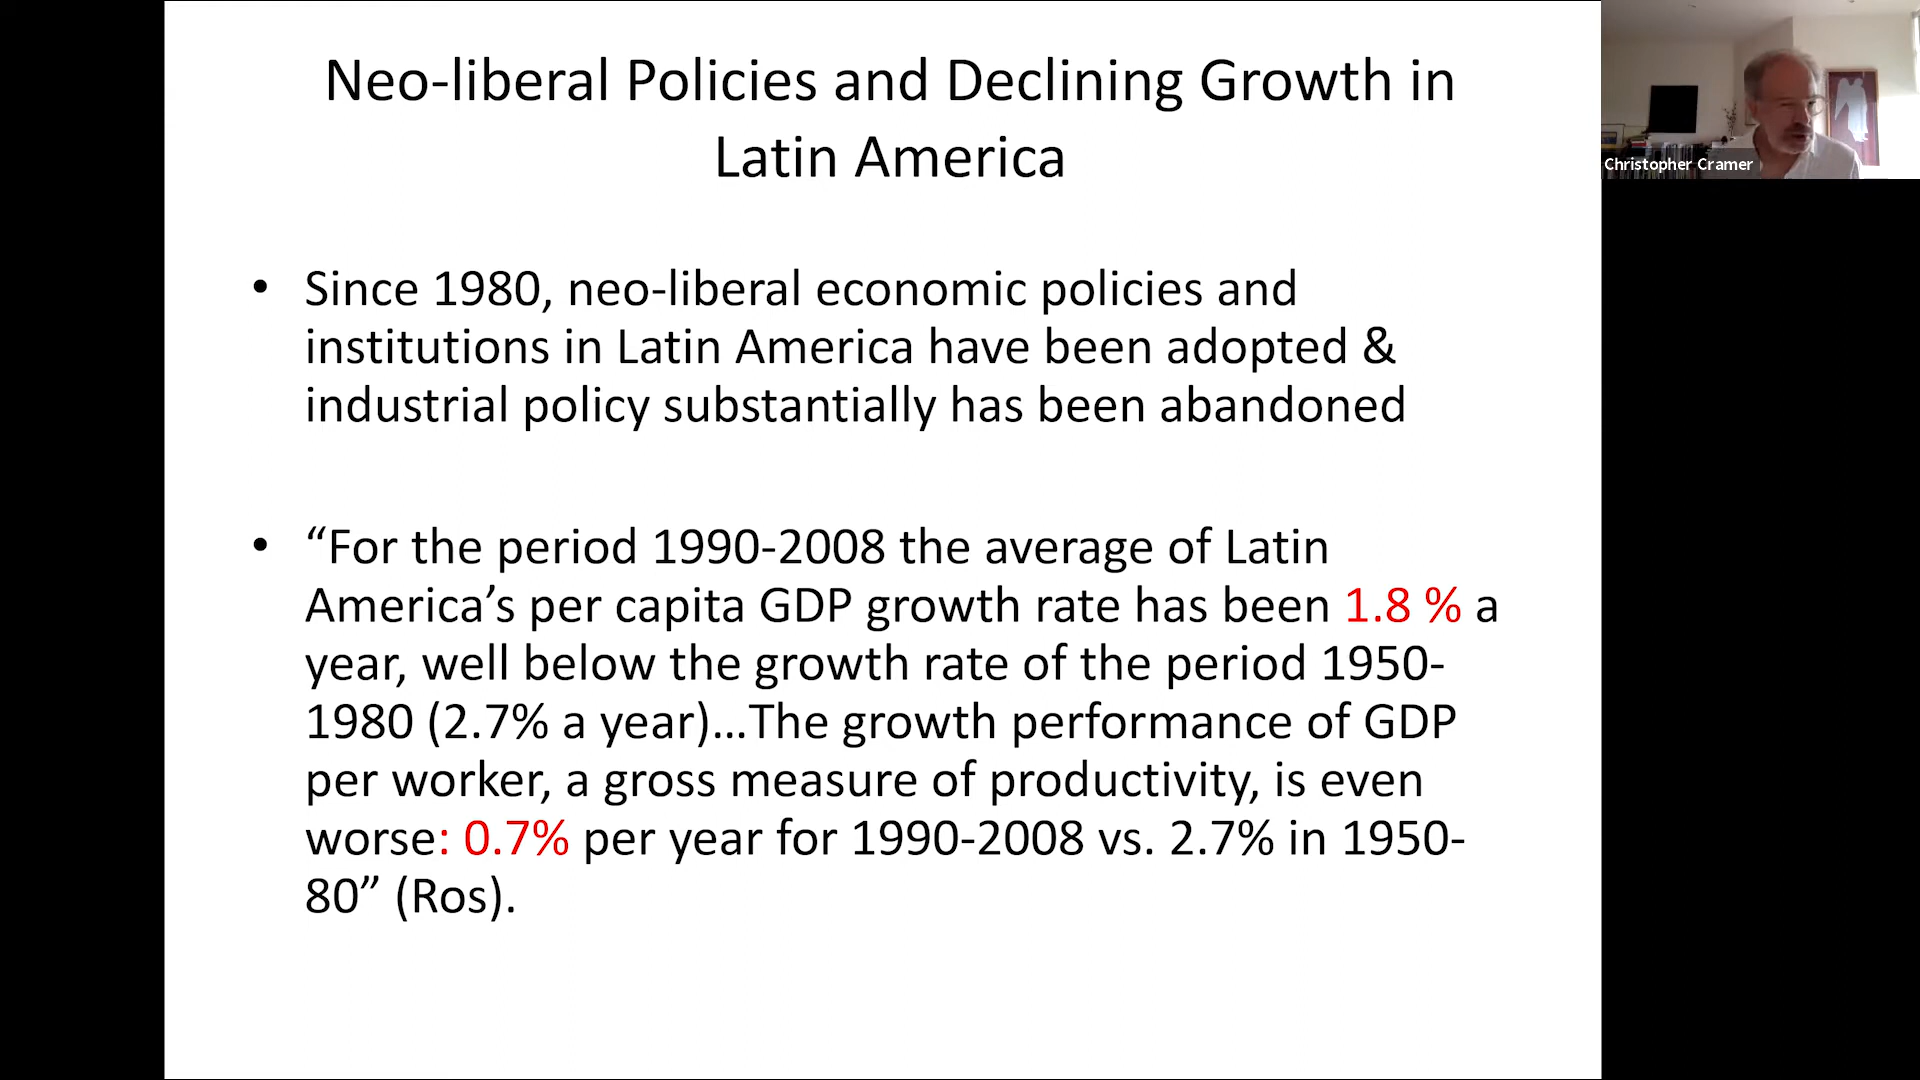 Neo-liberal Policies and Declining Growth in
Latin America
• Since 1980, neo-liberal economic policies and
institutions in Latin America have been adopted &
industrial policy substantially has been abandoned
• “For the period 1990-2008 the average of Latin
America’s per capita GDP growth rate has been 1.8 % a
year, well below the growth rate of the period 1950-
1980 (2.7% a year)…The growth performance of GDP
per worker, a gross measure of productivity, is even
worse: 0.7% per year for 1990-2008 vs. 2.7% in 1950-
80” (Ros).
Christopher Cramer